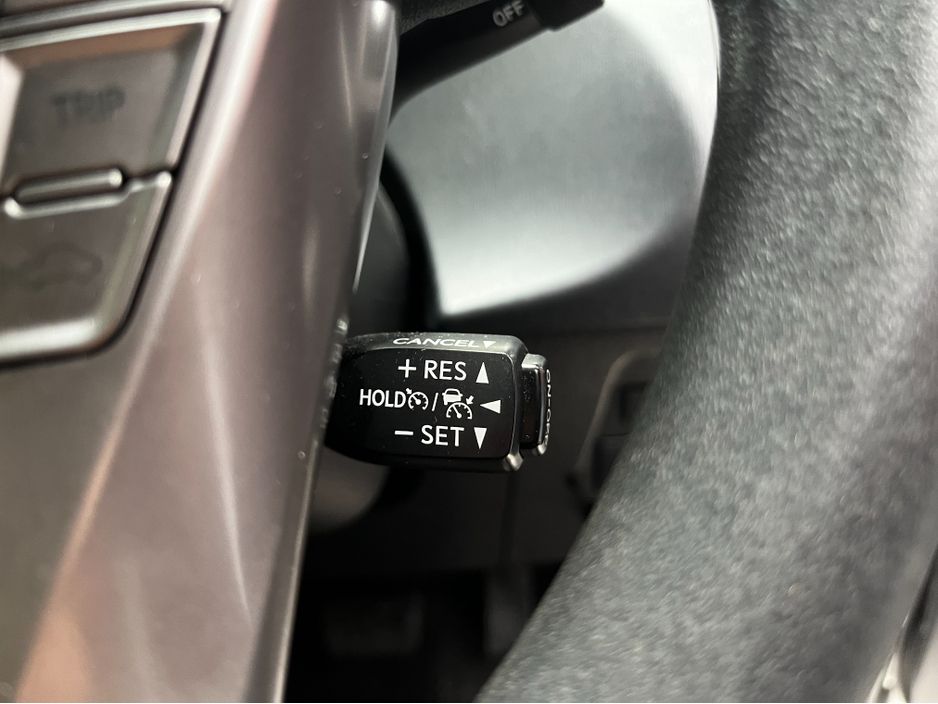 OFF
TRIP
CANCEL▼
+ RES ▲
HOLD / ◀
− SET ▼
ON-OFF